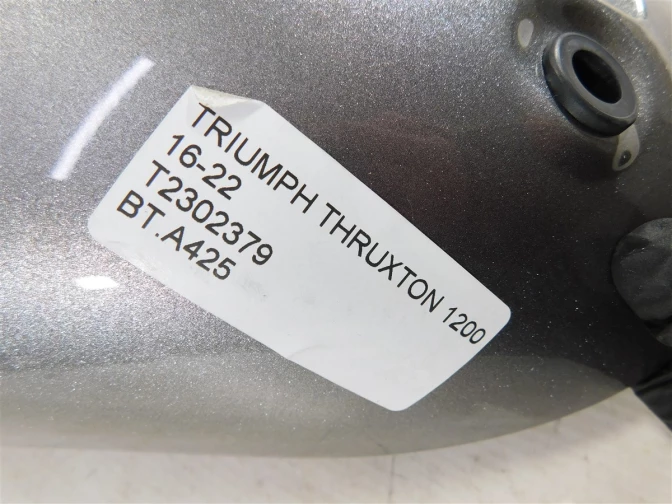 TRIUMPH THRUXTON 1200
16-22
T2302379
BT.A425